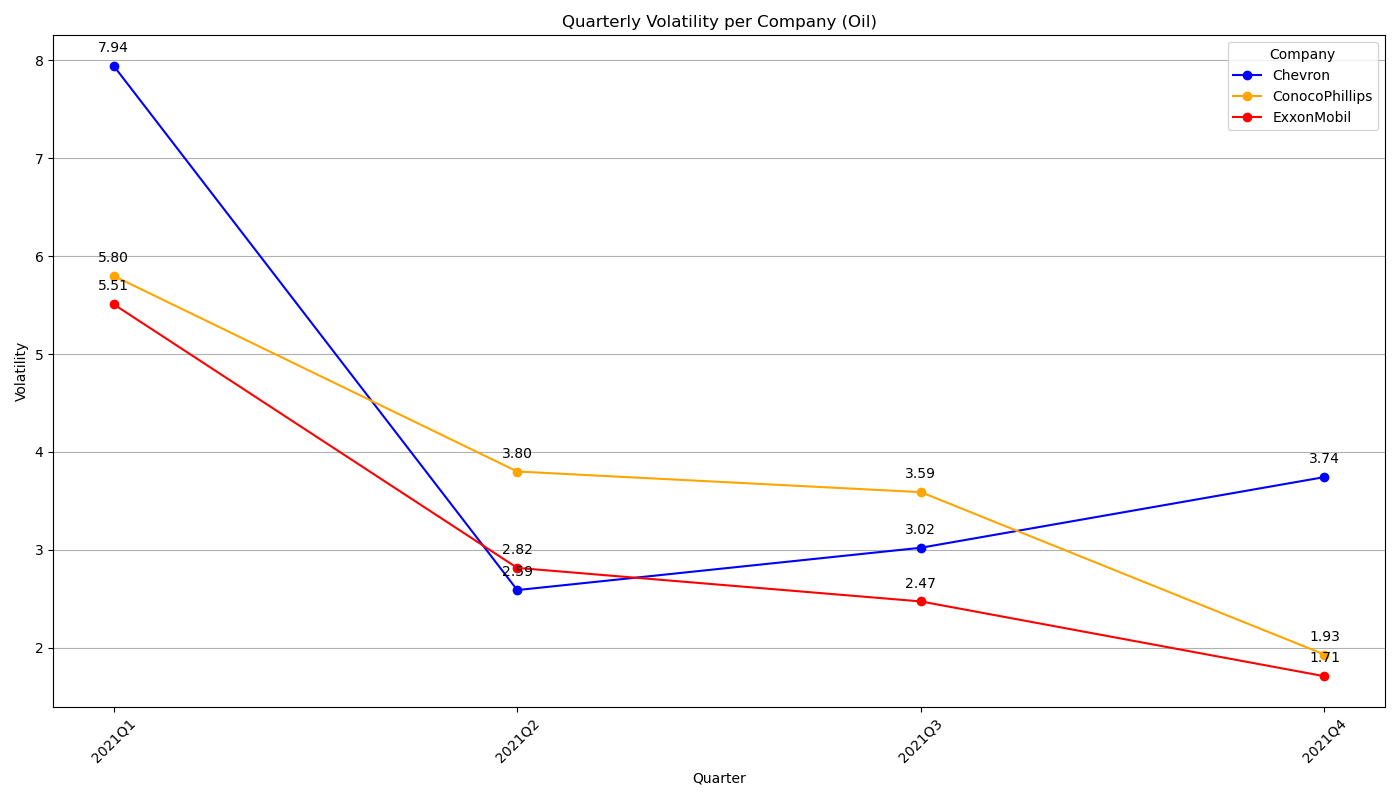 Quarterly Volatility per Company (Oil)
Company
Chevron
ConocoPhillips
ExxonMobil
Volatility
8
7
6
5
4
3
2
7.94
5.80
5.51
3.80
2.82
2.59
3.59
3.02
2.47
3.74
1.93
1.71
2021Q1
2021Q2
2021Q3
2021Q4
Quarter